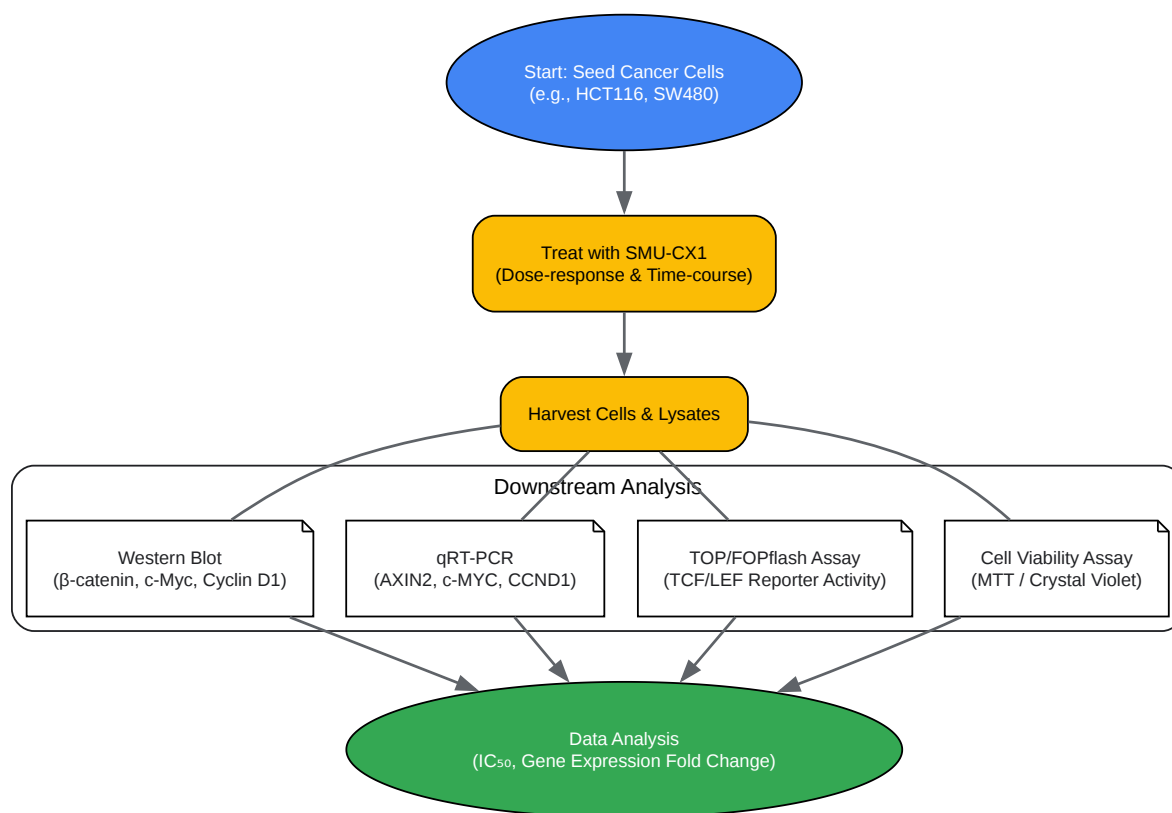 Start: Seed Cancer Cells
(e.g., HCT116, SW480)
Treat with SMU-CX1
(Dose-response & Time-course)
Harvest Cells & Lysates
Downstream Analysis
Western Blot
(β-catenin, c-Myc, Cyclin D1)
qRT-PCR
(AXIN2, c-MYC, CCND1)
TOP/FOPflash Assay
(TCF/LEF Reporter Activity)
Cell Viability Assay
(MTT / Crystal Violet)
Data Analysis
(IC₅₀, Gene Expression Fold Change)